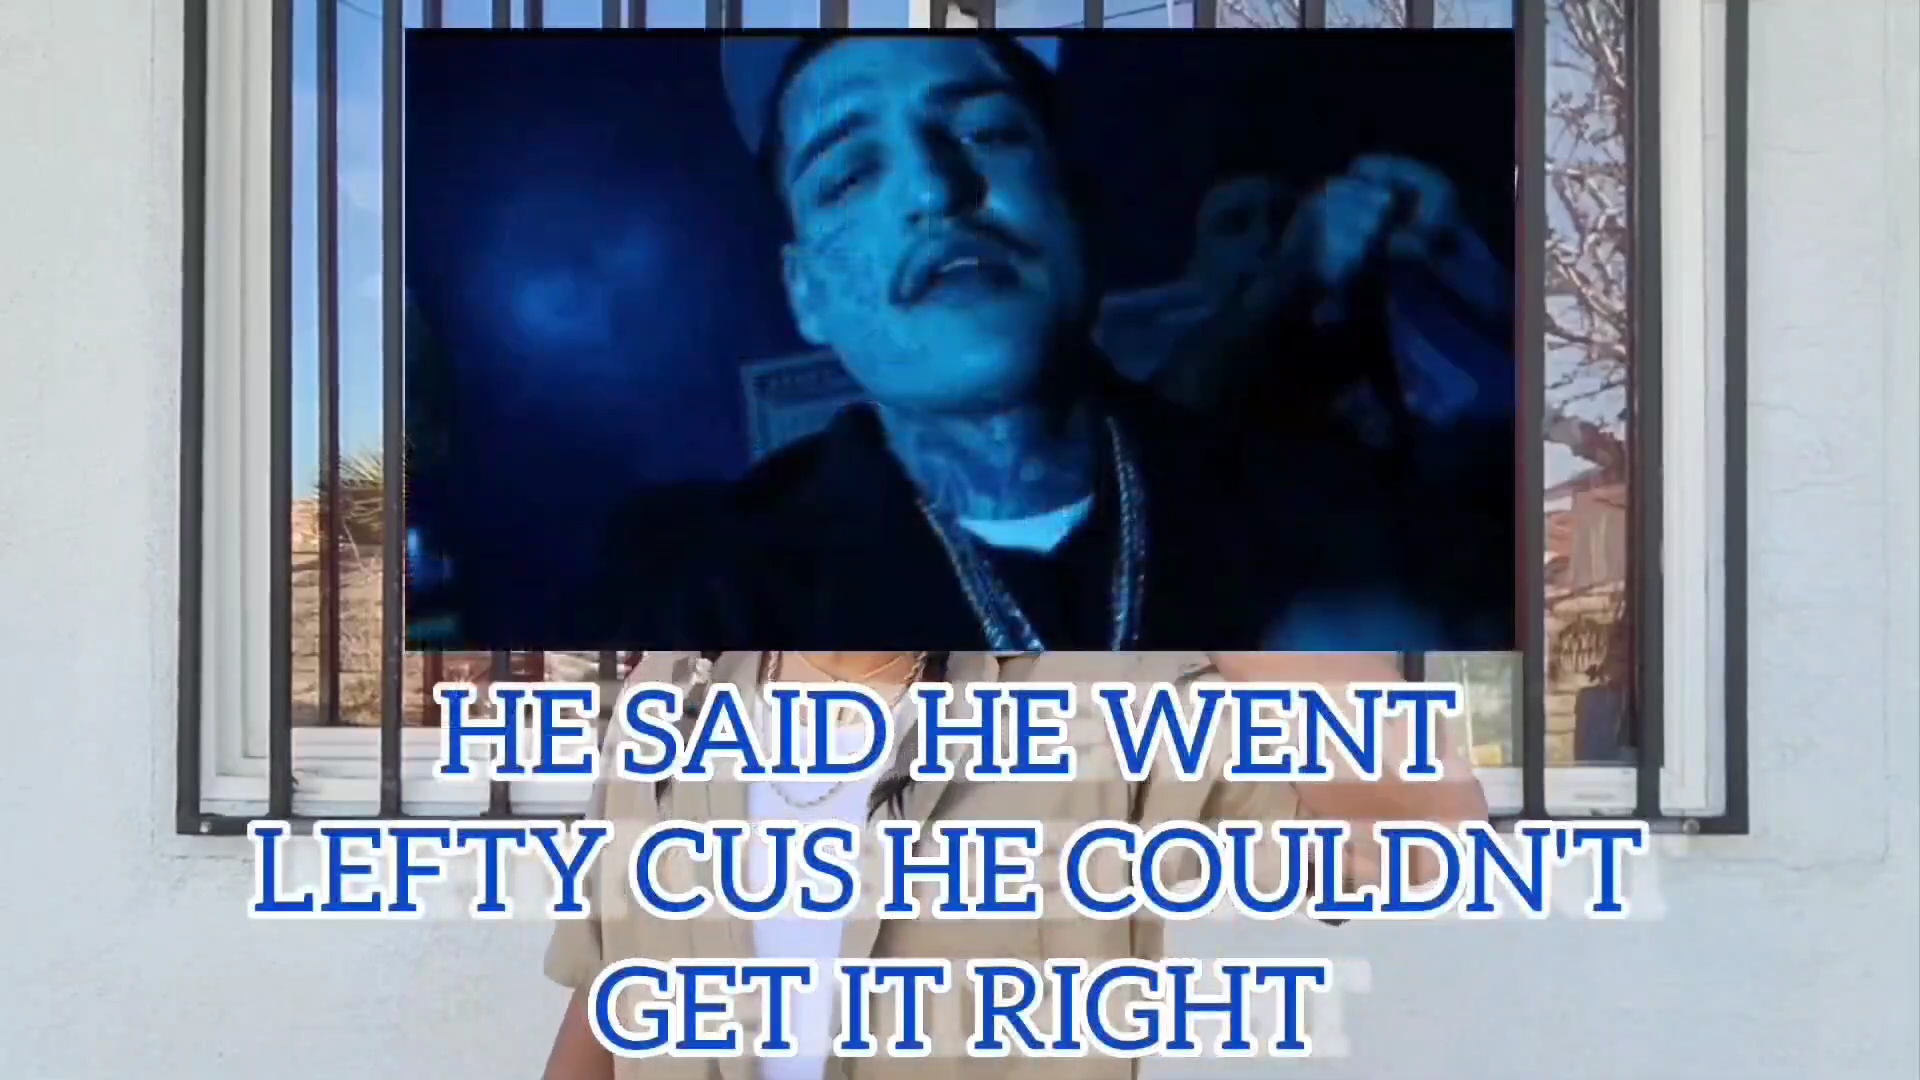 HE SAID HE WENT
LEFTY CUS HE COULDN'T
GET IT RIGHT